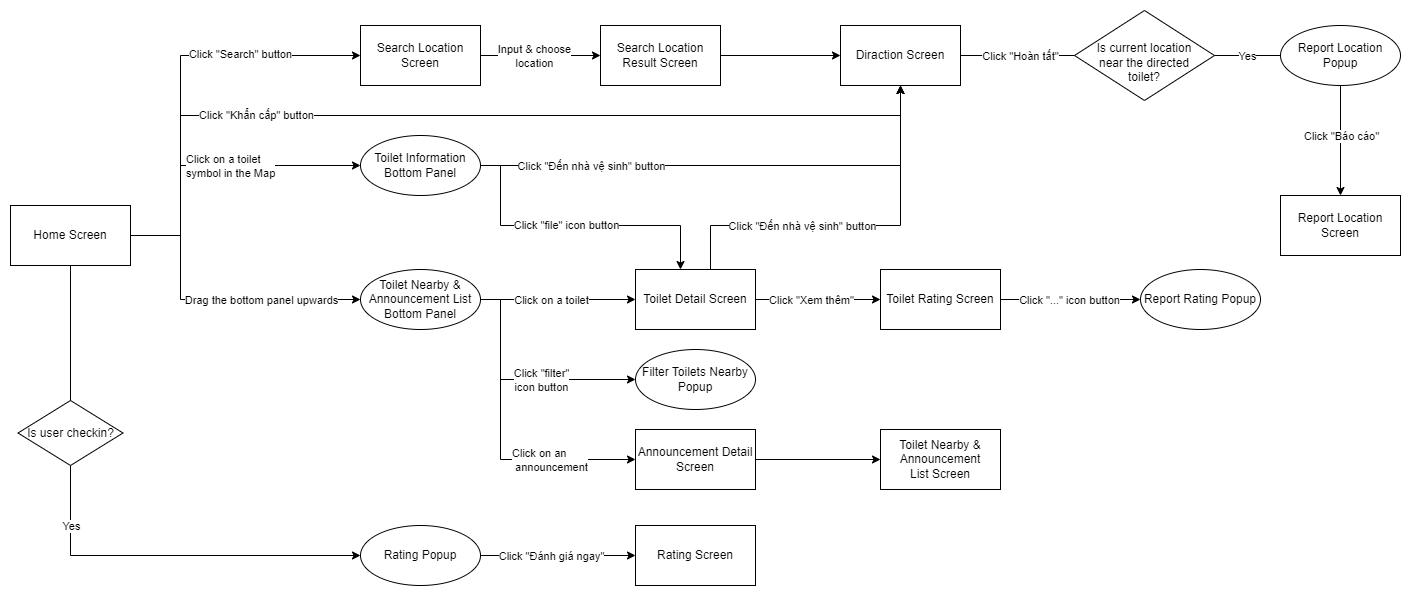 Click "Search" button
Search Location
Screen
Input & choose
location
Search Location
Result Screen
Diraction Screen
Click "Hoàn tất"
Is current location
near the directed
toilet?
Yes
Report Location
Popup
Click "Khẩn cấp" button
Click "Báo cáo"
Click on a toilet
symbol in the Map
Toilet Information
Bottom Panel
Click "Đến nhà vệ sinh" button
Report Location
Screen
Home Screen
Click "file" icon button
Click "Đến nhà vệ sinh" button
Drag the bottom panel upwards
Toilet Nearby &
Announcement List
Bottom Panel
Click on a toilet
Toilet Detail Screen
Click "Xem thêm"
Toilet Rating Screen
Click "..." icon button
Report Rating Popup
Click "filter"
icon button
Filter Toilets Nearby
Popup
Is user checkin?
Click on an
announcement
Announcement Detail
Screen
Toilet Nearby &
Announcement
List Screen
Yes
Rating Popup
Click "Đánh giá ngay"
Rating Screen